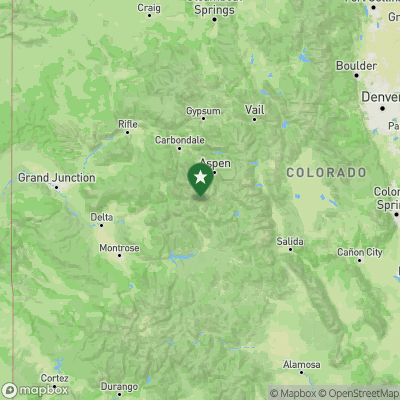 Craig
Springs
Boulder
Vail
Gypsum
Denver
Rifle
Carbondale
Aspen
COLORADO
Grand Junction
Delta
Salida
Montrose
Cañon City
Alamosa
Cortez
Durango
mapbox
© Mapbox © OpenStreetMap